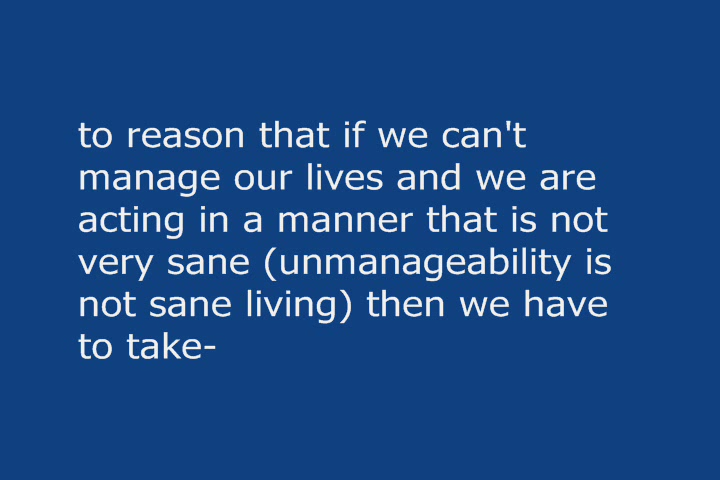 to reason that if we can't
manage our lives and we are
acting in a manner that is not
very sane (unmanageability is
not sane living) then we have
to take-